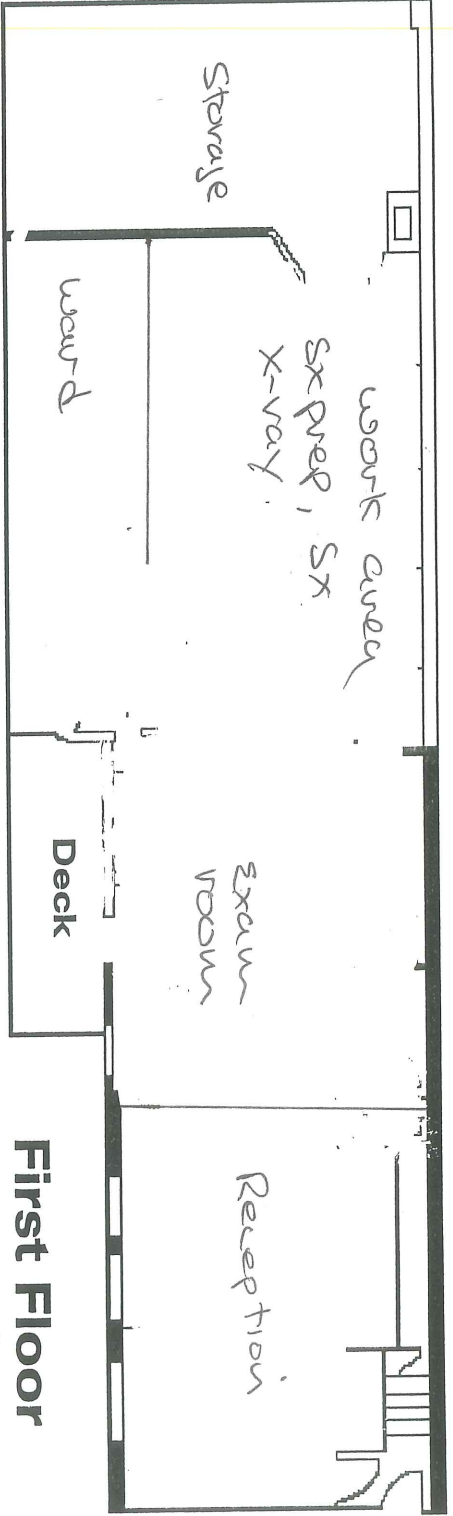 Storage
ward
work area
Sx prep, Sx
x-ray
Exam
room
Deck
Reception
First Floor